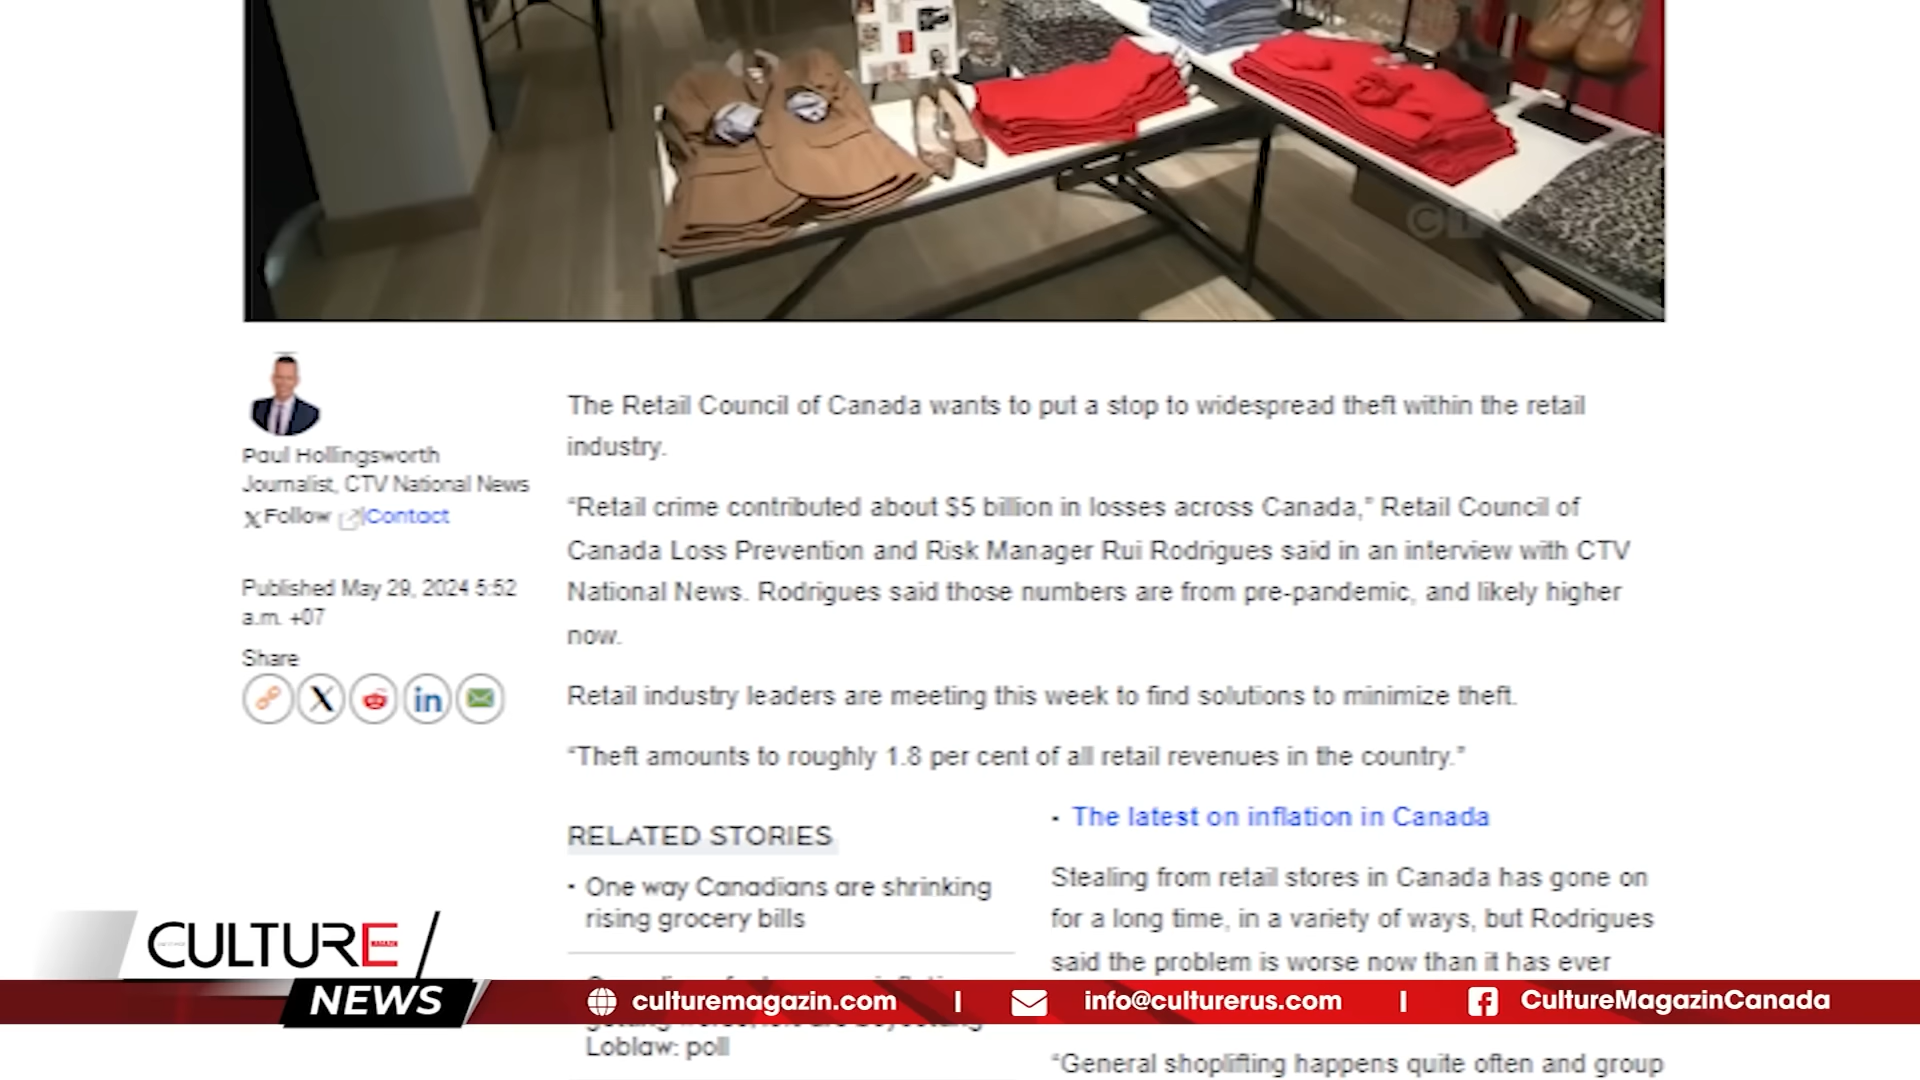 Paul Hollingsworth
Journalist, CTV National News
Follow Contact
Published May 29, 2024 5:52
a.m. +07
Share
The Retail Council of Canada wants to put a stop to widespread theft within the retail
industry.
“Retail crime contributed about $5 billion in losses across Canada,” Retail Council of
Canada Loss Prevention and Risk Manager Rui Rodrigues said in an interview with CTV
National News. Rodrigues said those numbers are from pre-pandemic, and likely higher
now.
Retail industry leaders are meeting this week to find solutions to minimize theft.
“Theft amounts to roughly 1.8 per cent of all retail revenues in the country.”
RELATED STORIES
• One way Canadians are shrinking
rising grocery bills
Loblaw: poll
• The latest on inflation in Canada
Stealing from retail stores in Canada has gone on
for a long time, in a variety of ways, but Rodrigues
said the problem is worse now than it has ever
“General shoplifting happens quite often and group
CULTURE
NEWS
culturemagazin.com | info@culturerus.com | CultureMagazinCanada